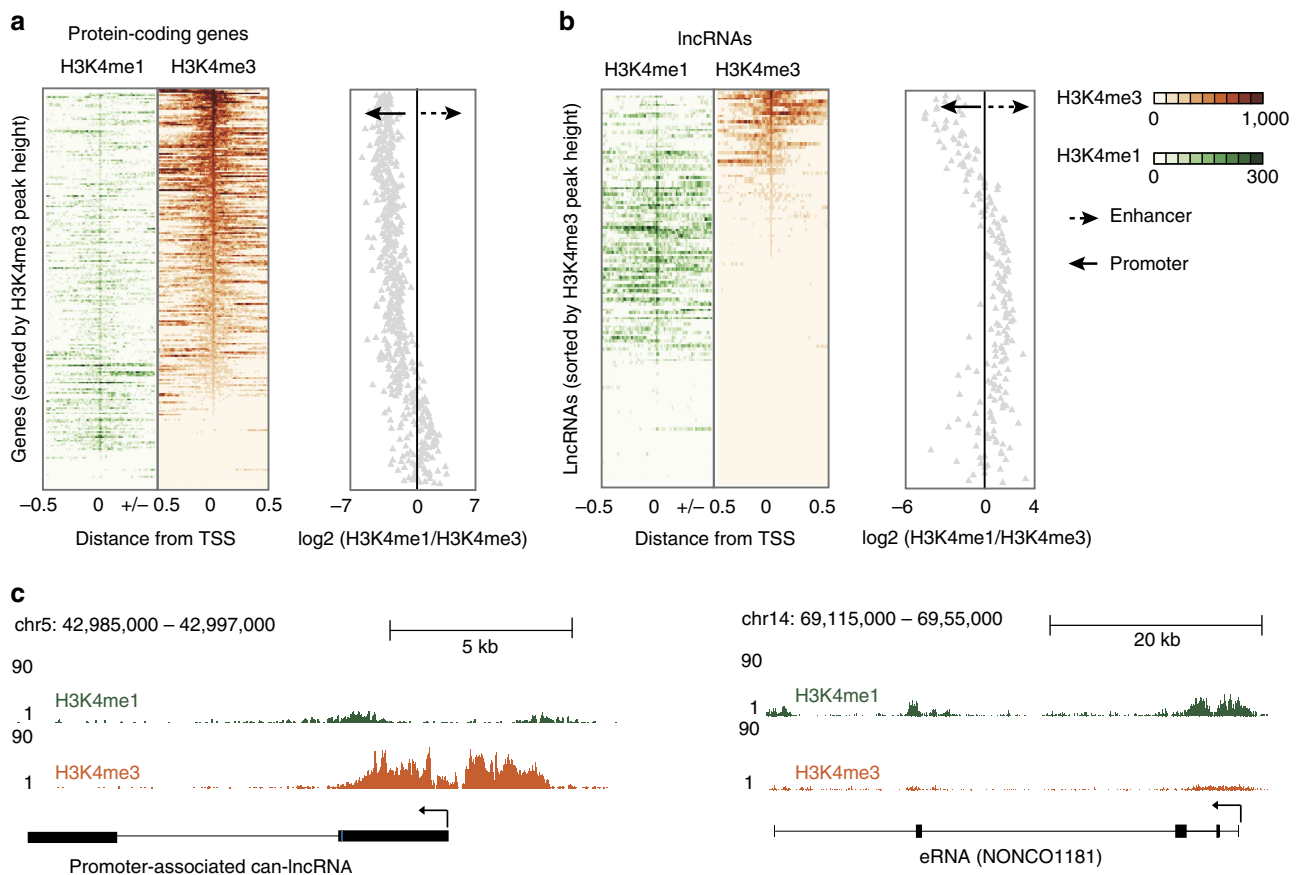 a
Protein-coding genes
H3K4me1 H3K4me3
Genes (sorted by H3K4me3 peak height)
–0.5 0 +/– 0.5 0 0.5
Distance from TSS
–7 0 7
log2 (H3K4me1/H3K4me3)
b
lncRNAs
H3K4me1 H3K4me3
LncRNAs (sorted by H3K4me3 peak height)
–0.5 0 +/– 0.5 0 0.5
Distance from TSS
–6 0 4
log2 (H3K4me1/H3K4me3)
H3K4me3
0 1,000
H3K4me1
0 300
Enhancer
Promoter
c
chr5: 42,985,000 – 42,997,000
5 kb
90
H3K4me1
1
90
H3K4me3
1
Promoter-associated can-lncRNA
chr14: 69,115,000 – 69,55,000
20 kb
90
H3K4me1
1
90
H3K4me3
1
eRNA (NONCO1181)